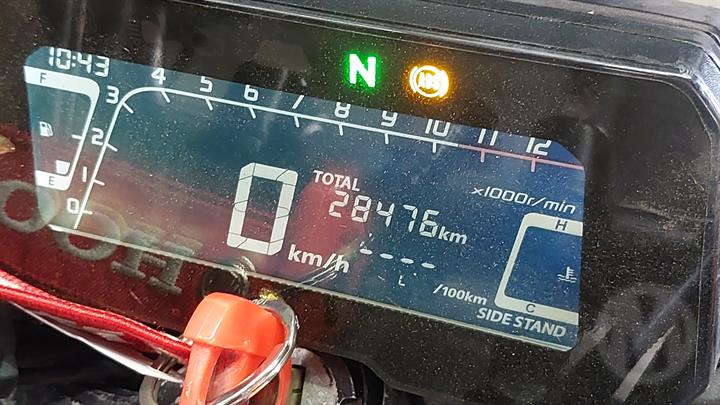 10:43
N
ABS
F
E
0 1 2 3 4 5 6 7 8 9 10 11 12
x1000r/min
TOTAL
28476km
0 km/h
----
L /100km
H
C
SIDE STAND